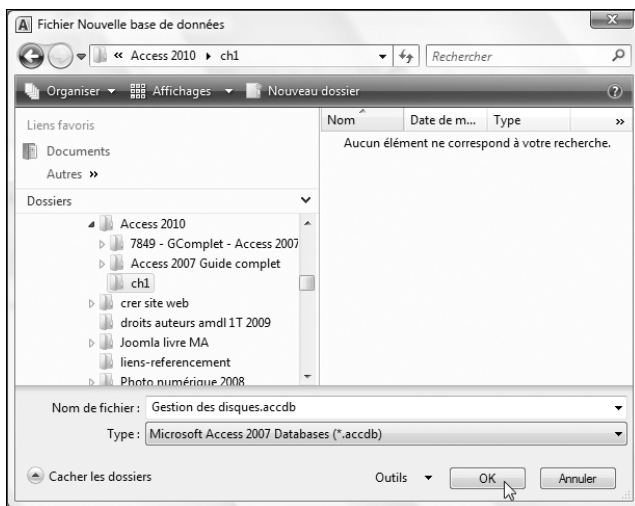 Fichier Nouvelle base de données
« Access 2010 ch1
Rechercher
Organiser Affichages Nouveau dossier
Liens favoris
Documents
Autres »
Dossiers
Nom Date de m... Type »
Aucun élément ne correspond à votre recherche.
Access 2010
7849 - GComplet - Access 2007
Access 2007 Guide complet
ch1
crer site web
droits auteurs amdl 1T 2009
Joomla livre MA
liens-referencement
Photo numérique 2008
Nom de fichier : Gestion des disques.accdb
Type : Microsoft Access 2007 Databases (*.accdb)
Cacher les dossiers
Outils OK Annuler